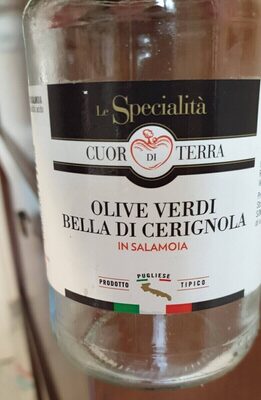 Le Specialità
CUOR DI TERRA
OLIVE VERDI
BELLA DI CERIGNOLA
IN SALAMOIA
PUGLIESE
PRODOTTO TIPICO